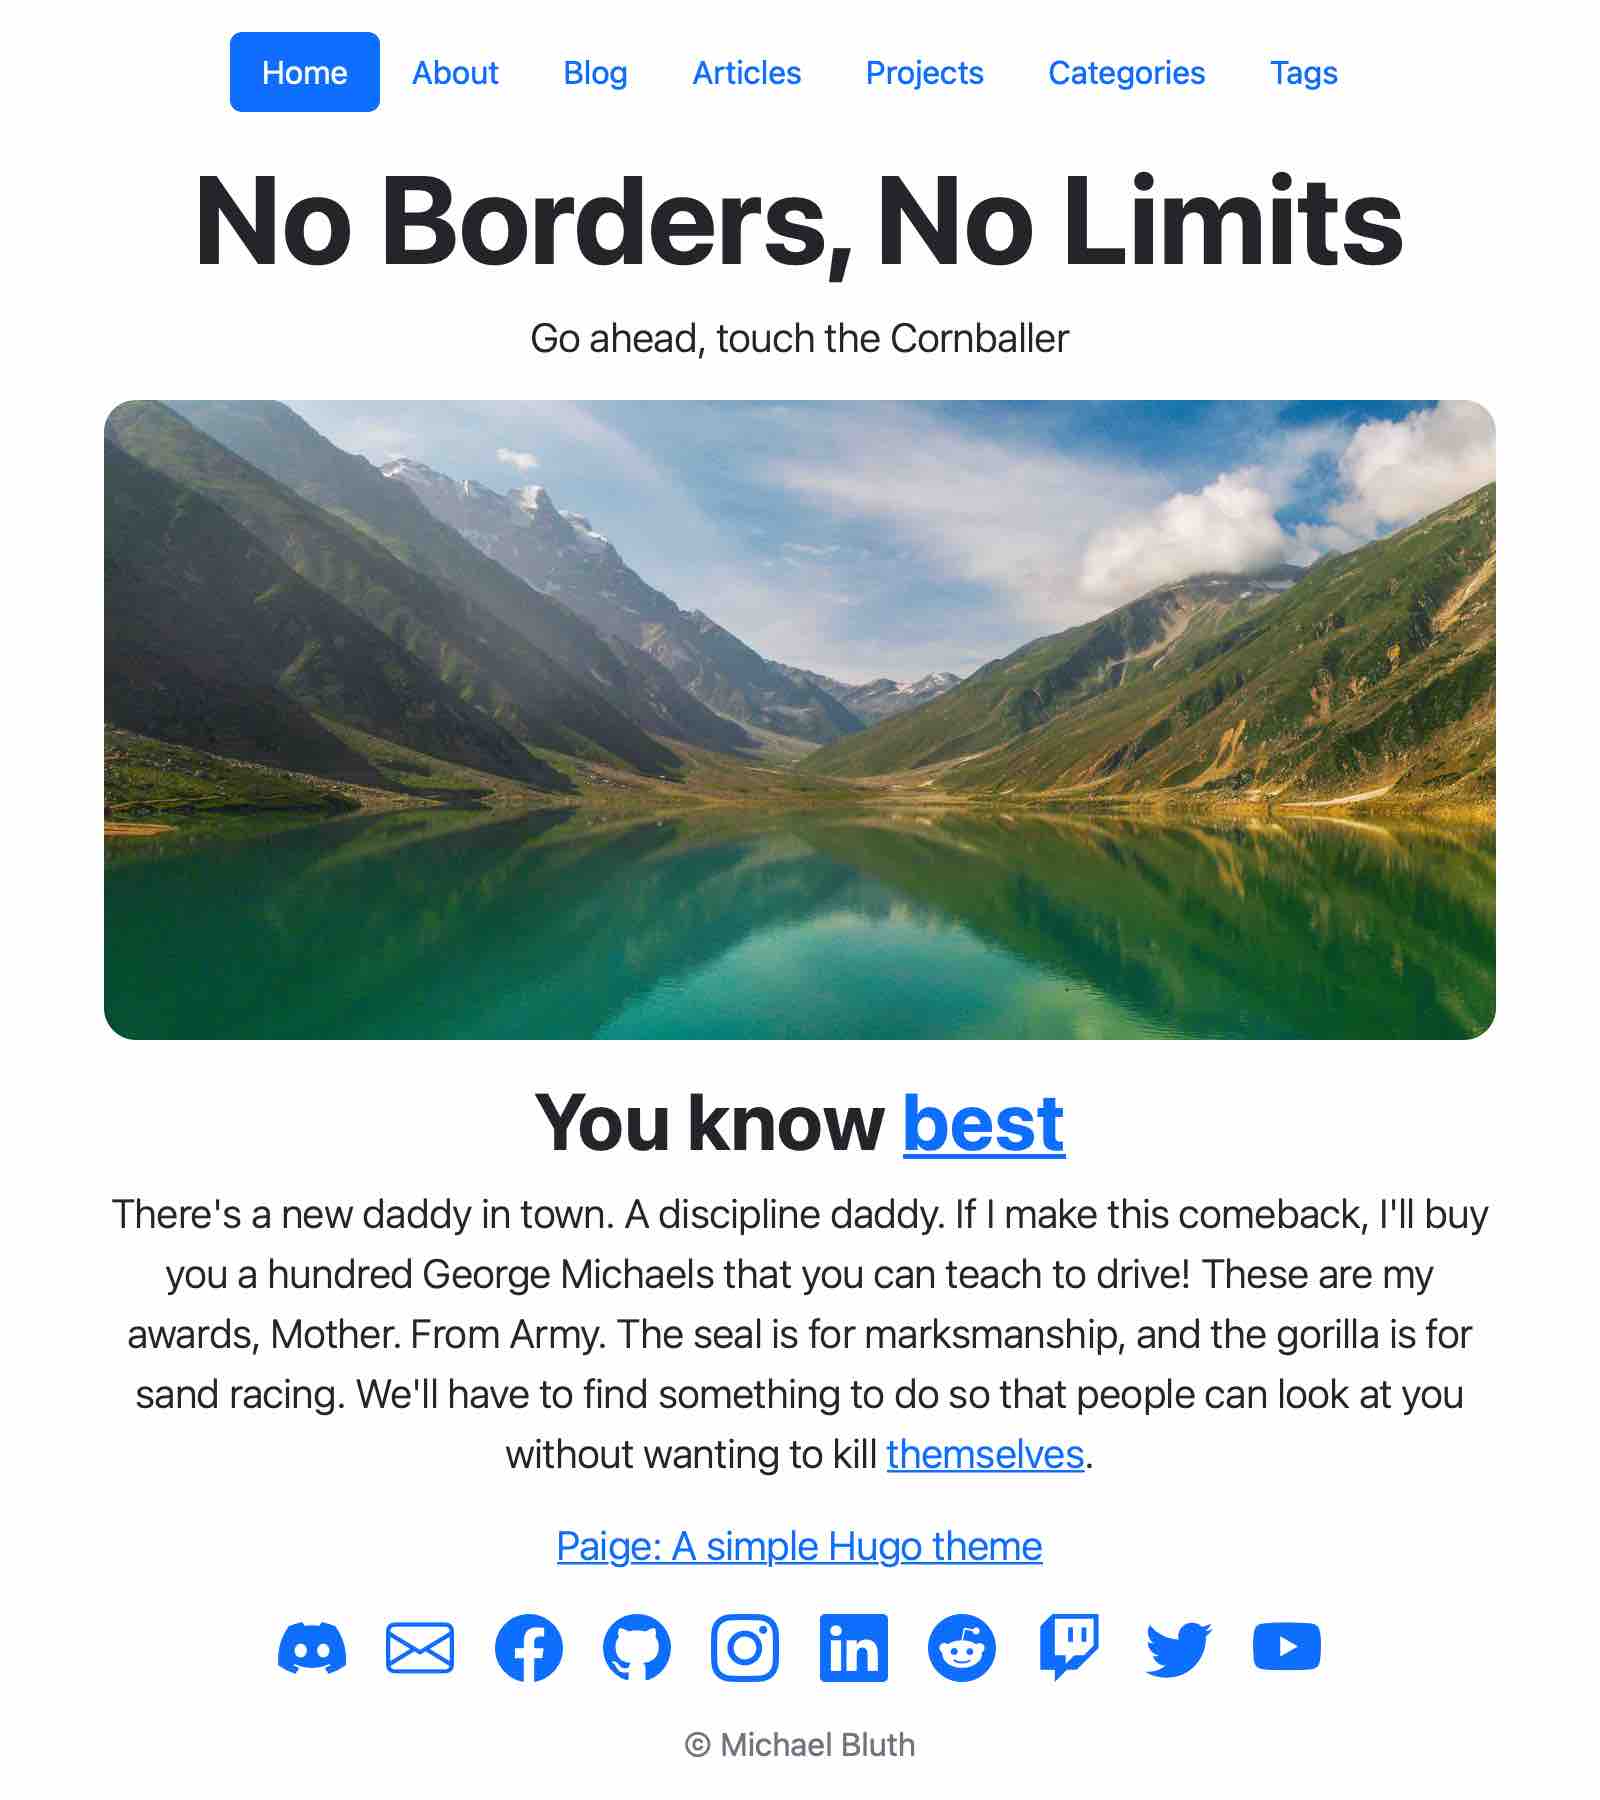 Home About Blog Articles Projects Categories Tags
No Borders, No Limits
Go ahead, touch the Cornballer
You know best
There's a new daddy in town. A discipline daddy. If I make this comeback, I'll buy
you a hundred George Michaels that you can teach to drive! These are my
awards, Mother. From Army. The seal is for marksmanship, and the gorilla is for
sand racing. We'll have to find something to do so that people can look at you
without wanting to kill themselves.
Paige: A simple Hugo theme
© Michael Bluth